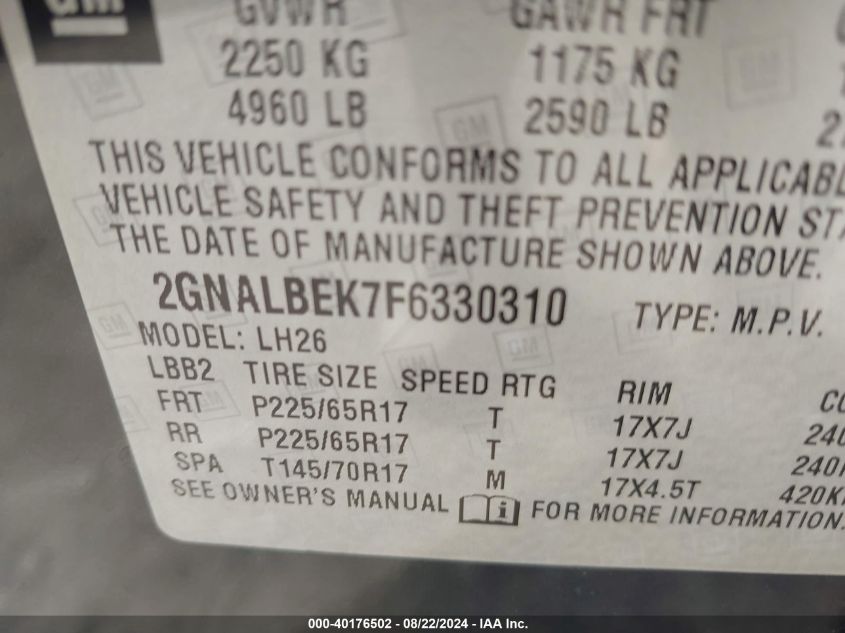 GM
GVWR GAWR FRT
2250 KG 1175 KG
4960 LB 2590 LB
THIS VEHICLE CONFORMS TO ALL
VEHICLE SAFETY AND THEFT PREVENTION
THE DATE OF MANUFACTURE SHOWN ABOVE.
2GNALBEK7F6330310 TYPE: M.P.V.
MODEL: LH26
LBB2 TIRE SIZE SPEED RTG RIM
FRT P225/65R17 T 17X7J
RR P225/65R17 T 17X7J
SPA T145/70R17 M 17X4.5T
SEE OWNER'S MANUAL i FOR MORE INFORMATION.
000-40176502 - 08/22/2024 - IAA Inc.